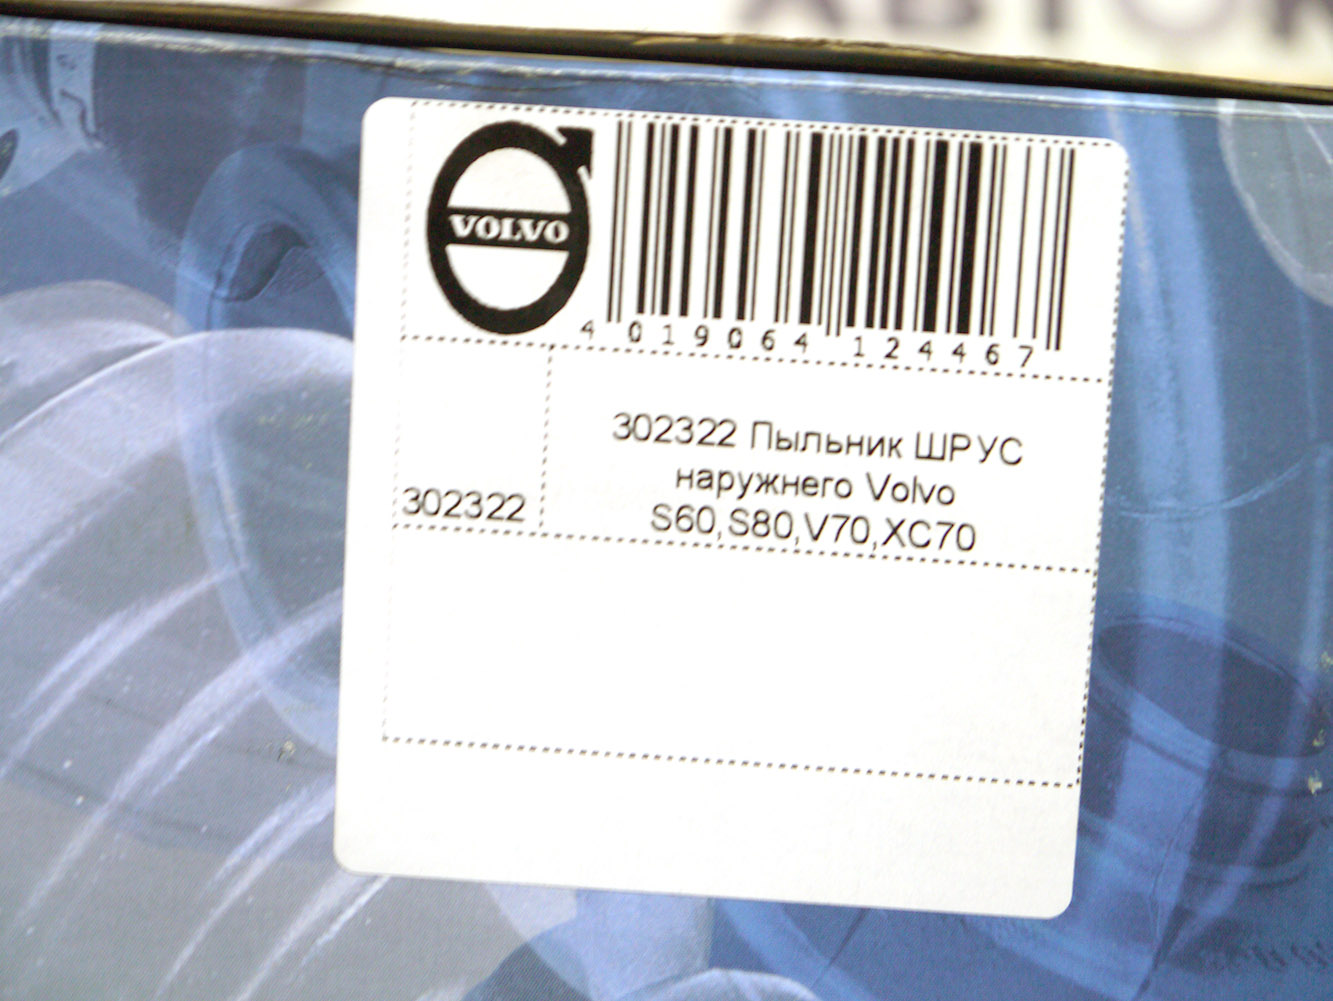 VOLVO
4 019064 124467
302322 Пыльник ШРУС
наружнего Volvo
S60,S80,V70,XC70
302322